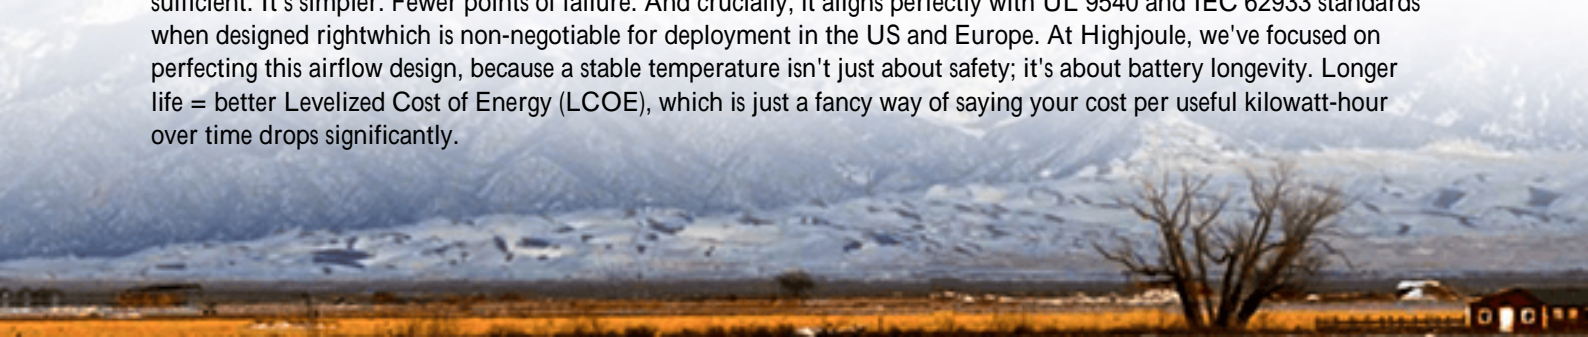 sufficient. It's simpler. Fewer points of failure. And crucially, it aligns perfectly with UL 9540 and IEC 62933 standards
when designed rightwhich is non-negotiable for deployment in the US and Europe. At Highjoule, we've focused on
perfecting this airflow design, because a stable temperature isn't just about safety; it's about battery longevity. Longer
life = better Levelized Cost of Energy (LCOE), which is just a fancy way of saying your cost per useful kilowatt-hour
over time drops significantly.